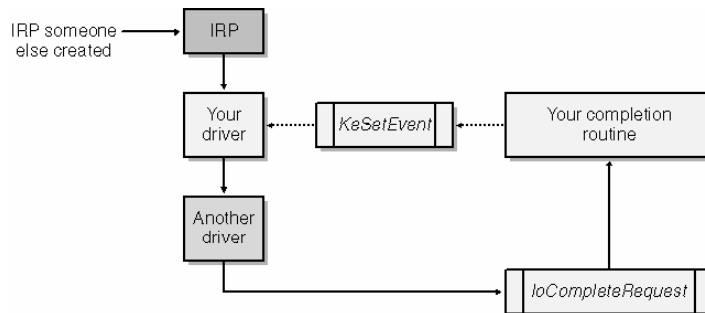 IRP someone
else created
IRP
Your
driver
KeSetEvent
Your completion
routine
Another
driver
IoCompleteRequest